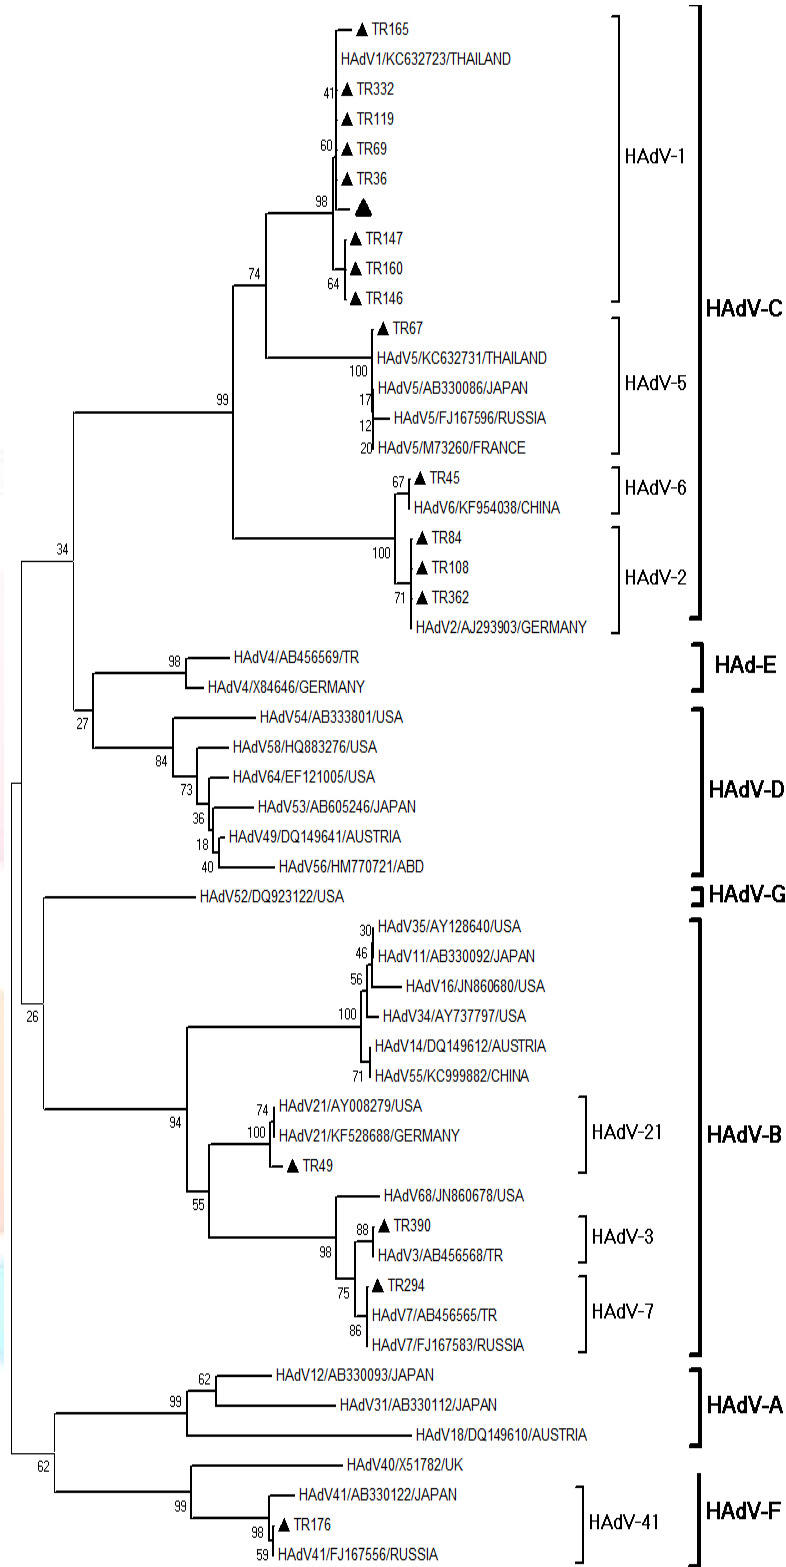 ▲ TR165
HAdV1/KC632723/THAILAND
41 ▲ TR332
▲ TR119
60 ▲ TR69
▲ TR36
HAdV-1
98 ▲
▲ TR147
74 ▲ TR160
64 ▲ TR146
HAdV-C
▲ TR67
HAdV5/KC632731/THAILAND
100
HAdV5/AB330086/JAPAN
HAdV-5
99 17
HAdV5/FJ167596/RUSSIA
12
20 HAdV5/M73260/FRANCE
67 ▲ TR45
HAdV-6
HAdV6/KF954038/CHINA
▲ TR84
34 100
▲ TR108
HAdV-2
71 ▲ TR362
HAdV2/AJ293903/GERMANY
98 HAdV4/AB456569/TR
HAd-E
HAdV4/X84646/GERMANY
27 HAdV54/AB333801/USA
84 HAdV58/HQ883276/USA
73 HAdV64/EF121005/USA
HAdV-D
36 HAdV53/AB605246/JAPAN
18 HAdV49/DQ149641/AUSTRIA
40 HAdV56/HM770721/ABD
HAdV52/DQ923122/USA
HAdV-G
30 HAdV35/AY128640/USA
46 HAdV11/AB330092/JAPAN
56 HAdV16/JN860680/USA
26 100 HAdV34/AY737797/USA
HAdV14/DQ149612/AUSTRIA
71 HAdV55/KC999882/CHINA
74 HAdV21/AY008279/USA
94 100 HAdV21/KF528688/GERMANY
HAdV-21
HAdV-B
▲ TR49
55 HAdV68/JN860678/USA
88 ▲ TR390
HAdV-3
98 HAdV3/AB456568/TR
75 ▲ TR294
HAdV7/AB456565/TR
HAdV-7
86 HAdV7/FJ167583/RUSSIA
62 HAdV12/AB330093/JAPAN
99 HAdV31/AB330112/JAPAN
HAdV-A
HAdV18/DQ149610/AUSTRIA
62 HAdV40/X51782/UK
99 HAdV41/AB330122/JAPAN
HAdV-F
98 ▲ TR176
HAdV-41
59 HAdV41/FJ167556/RUSSIA